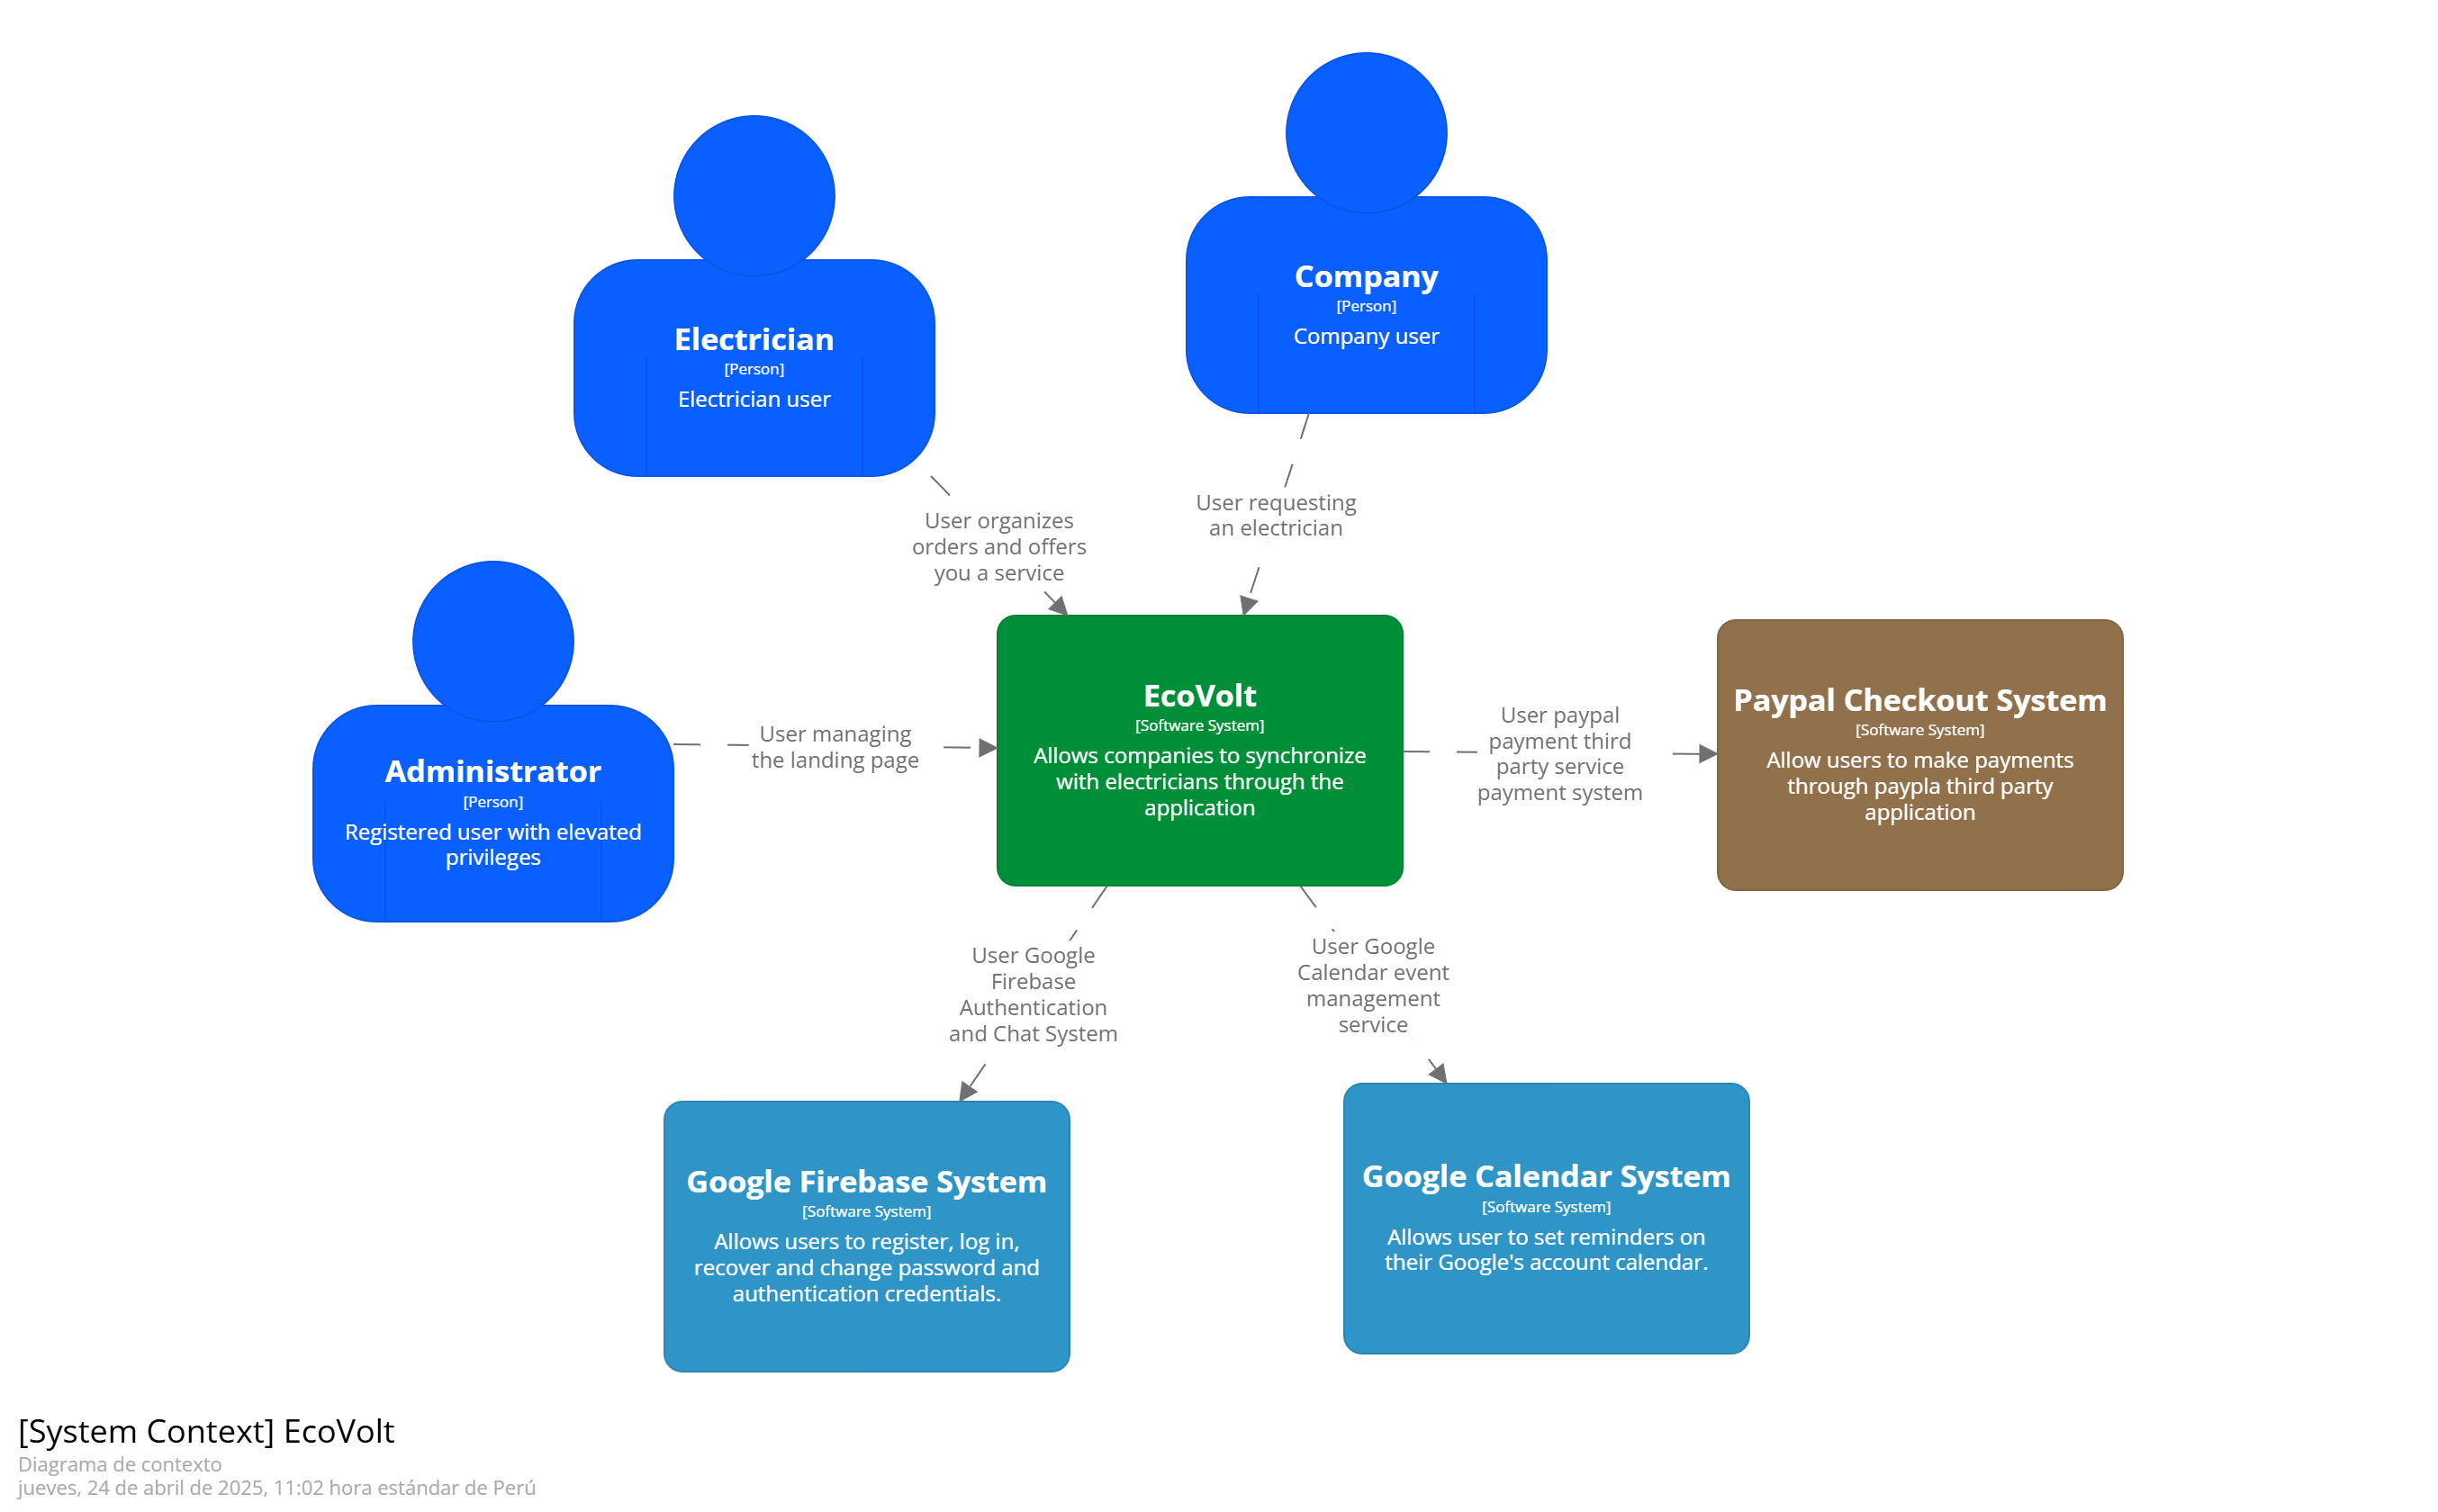 Company
[Person]
Company user
Electrician
[Person]
Electrician user
User requesting
an electrician
User organizes
orders and offers
you a service
Administrator
[Person]
Registered user with elevated
privileges
User managing
the landing page
EcoVolt
[Software System]
Allows companies to synchronize
with electricians through the
application
User paypal
payment third
party service
payment system
Paypal Checkout System
[Software System]
Allow users to make payments
through paypla third party
application
User Google
Firebase
Authentication
and Chat System
User Google
Calendar event
management
service
Google Firebase System
[Software System]
Allows users to register, log in,
recover and change password and
authentication credentials.
Google Calendar System
[Software System]
Allows user to set reminders on
their Google's account calendar.
[System Context] EcoVolt
Diagrama de contexto
jueves, 24 de abril de 2025, 11:02 hora estándar de Perú